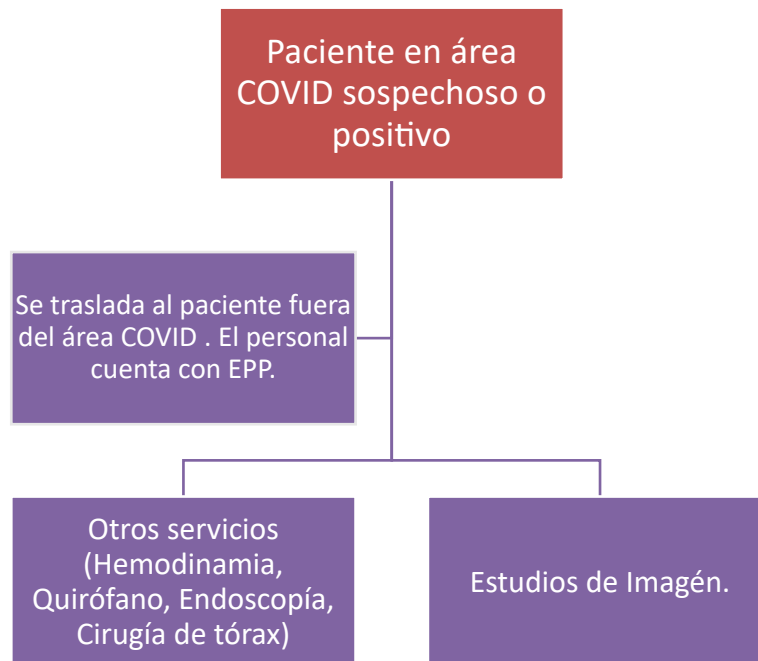 Paciente en área
COVID sospechoso o
positivo
Se traslada al paciente fuera
del área COVID . El personal
cuenta con EPP.
Otros servicios
(Hemodinamia,
Quirófano, Endoscopía,
Cirugía de tórax)
Estudios de Imagén.